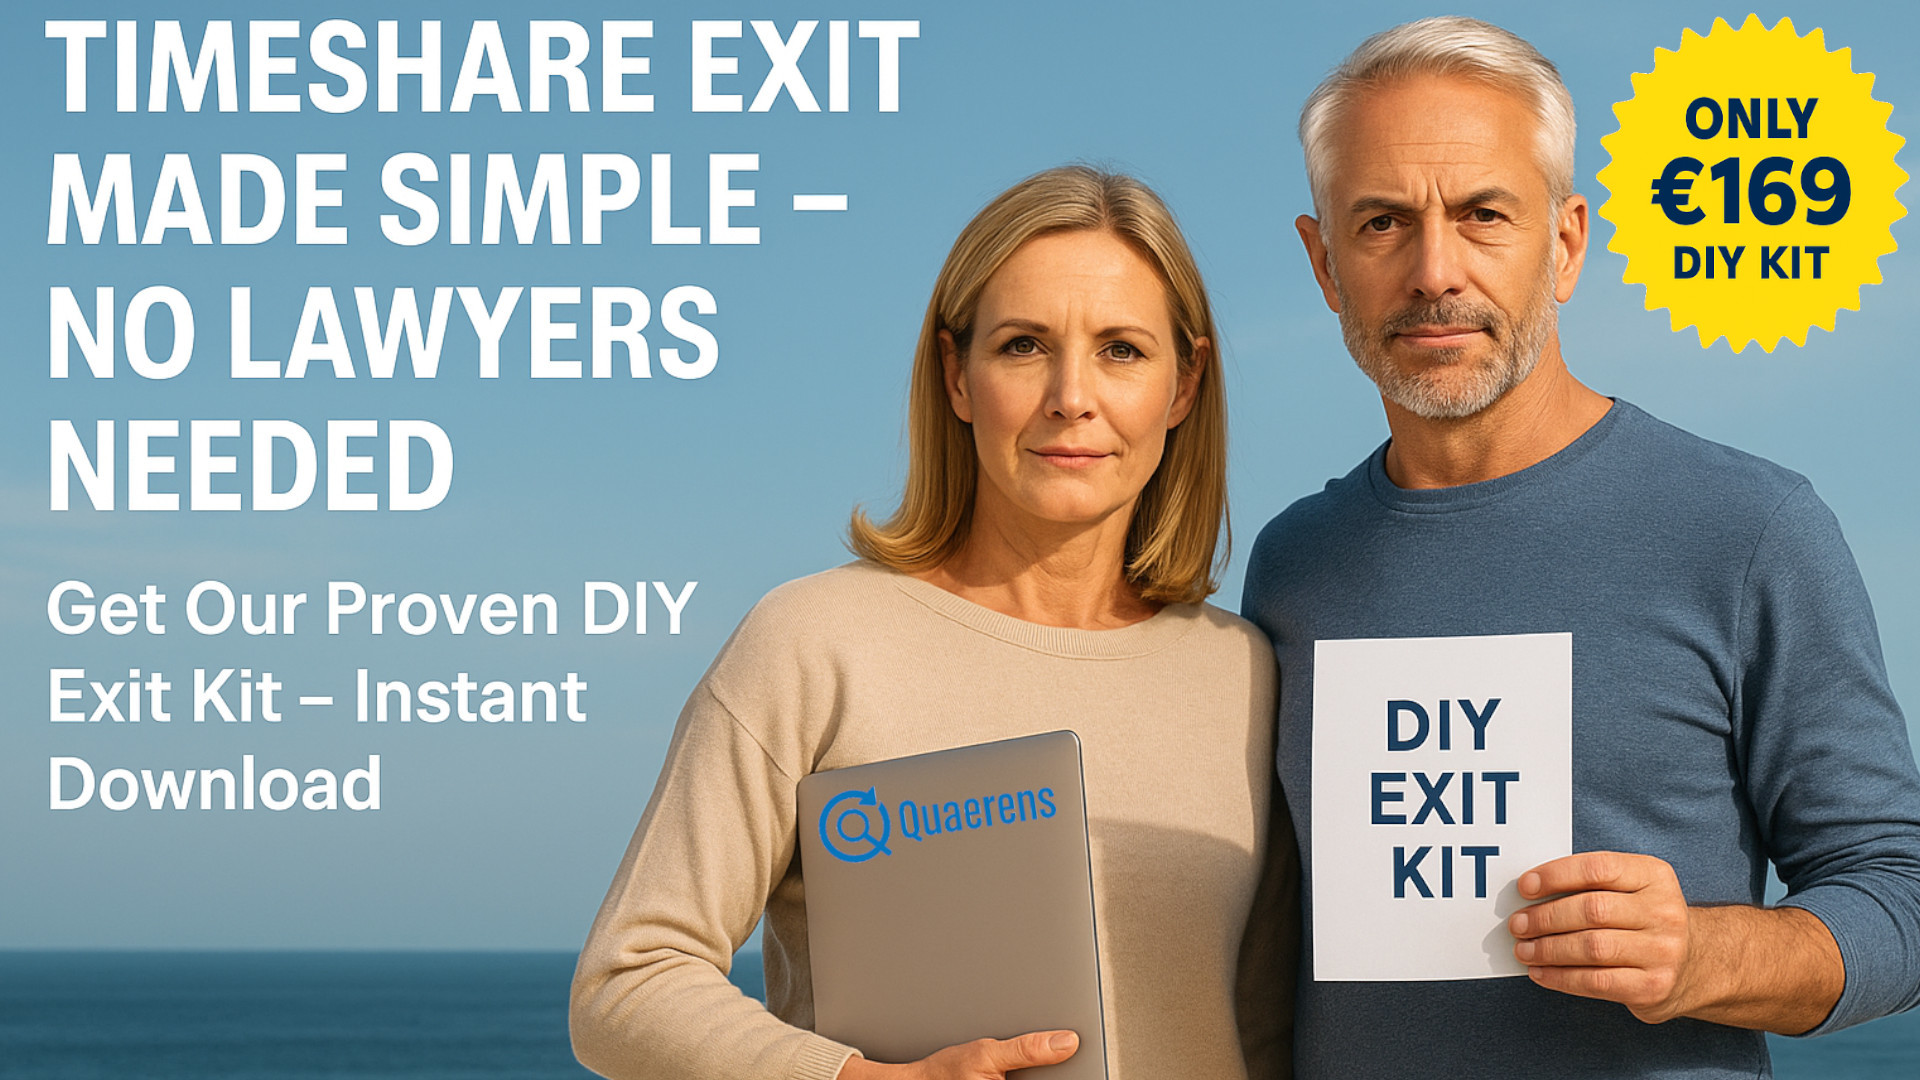 TIMESHARE EXIT
MADE SIMPLE –
NO LAWYERS
NEEDED
Get Our Proven DIY
Exit Kit – Instant
Download
ONLY
€169
DIY KIT
Quaerens
DIY
EXIT
KIT